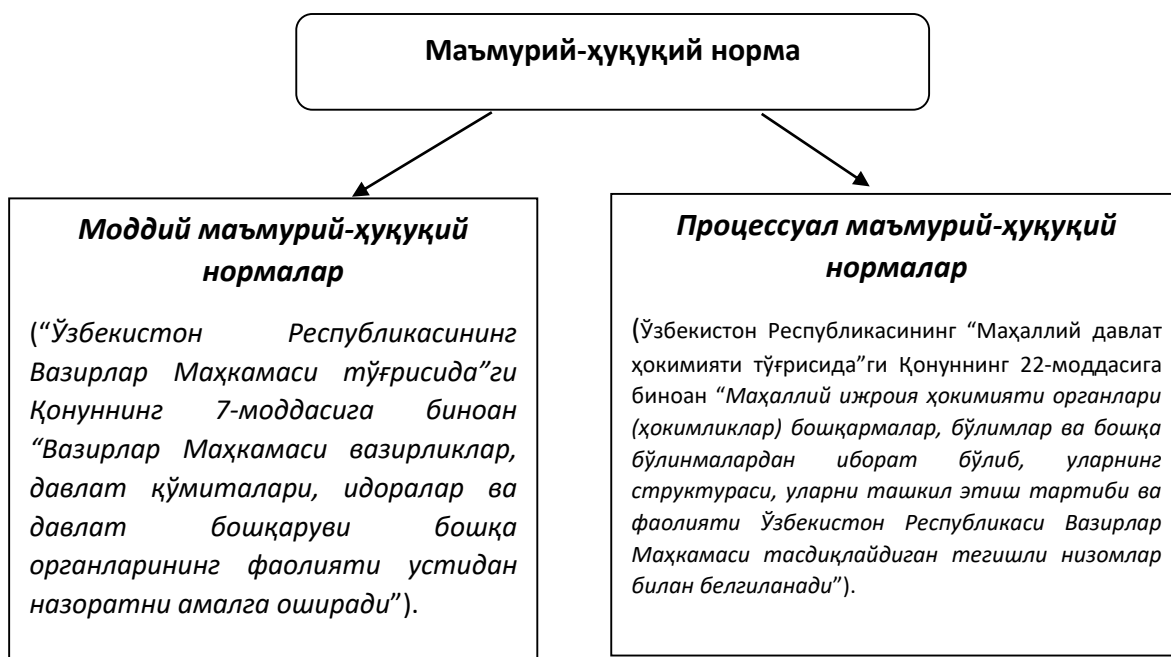 Маъмурий-ҳуқуқий норма
Моддий маъмурий-ҳуқуқий
нормалар
(“Ўзбекистон Республикасининг
Вазирлар Маҳкамаси тўғрисида”ги
Қонуннинг 7-моддасига биноан
“Вазирлар Маҳкамаси вазирликлар,
давлат қўмиталари, идоралар ва
давлат бошқаруви бошқа
органларининг фаолияти устидан
назоратни амалга оширади”).
Процессуал маъмурий-ҳуқуқий
нормалар
(Ўзбекистон Республикасининг “Маҳаллий давлат
ҳокимияти тўғрисида”ги Қонуннинг 22-моддасига
биноан “Маҳаллий ижроия ҳокимияти органлари
(ҳокимликлар) бошқармалар, бўлимлар ва бошқа
бўлинмалардан иборат бўлиб, уларнинг
структураси, уларни ташкил этиш тартиби ва
фаолияти Ўзбекистон Республикаси Вазирлар
Маҳкамаси тасдиқлайдиган тегишли низомлар
билан белгиланади”).